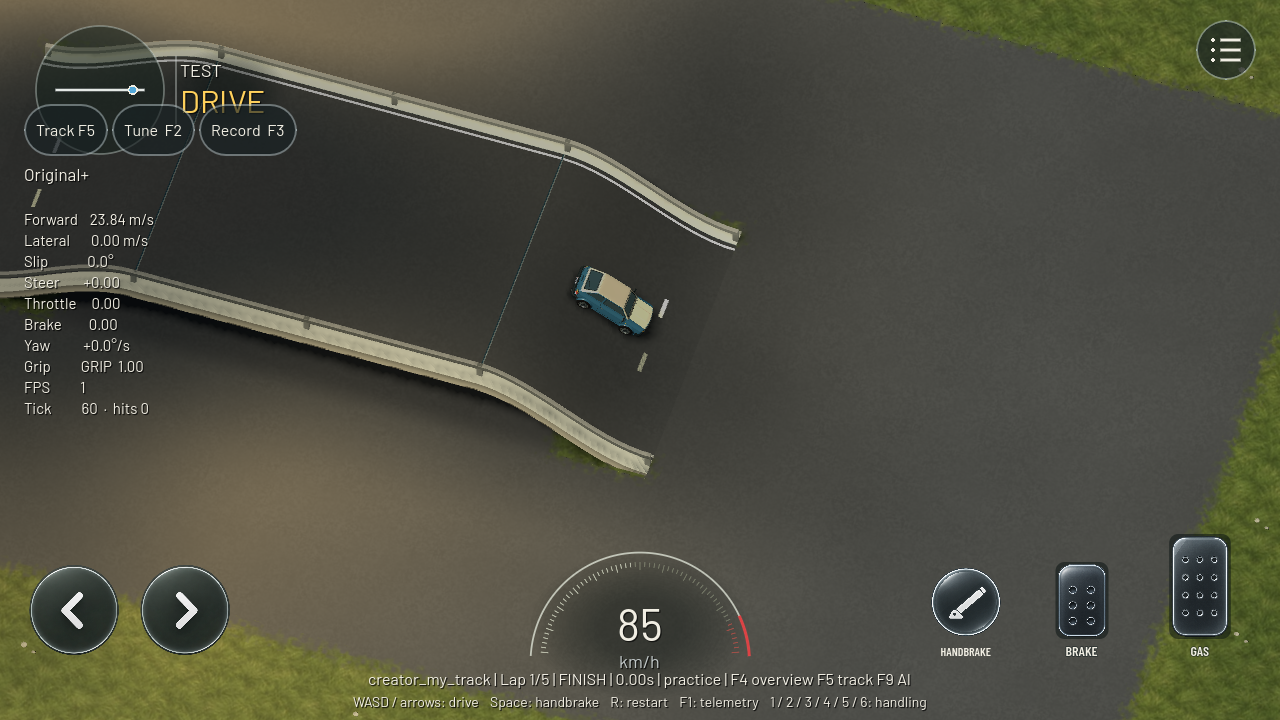 TEST
DRIVE
Track F5
Tune F2
Record F3
Original+
Forward 23.84 m/s
Lateral 0.00 m/s
Slip 0.0°
Steer +0.00
Throttle 0.00
Brake 0.00
Yaw +0.0°/s
Grip GRIP 1.00
FPS 1
Tick 60 · hits 0
85
km/h
HANDBRAKE
BRAKE
GAS
creator_my_track | Lap 1/5 | FINISH | 0.00s | practice | F4 overview F5 track F9 AI
WASD / arrows: drive Space: handbrake R: restart F1: telemetry 1 / 2 / 3 / 4 / 5 / 6: handling